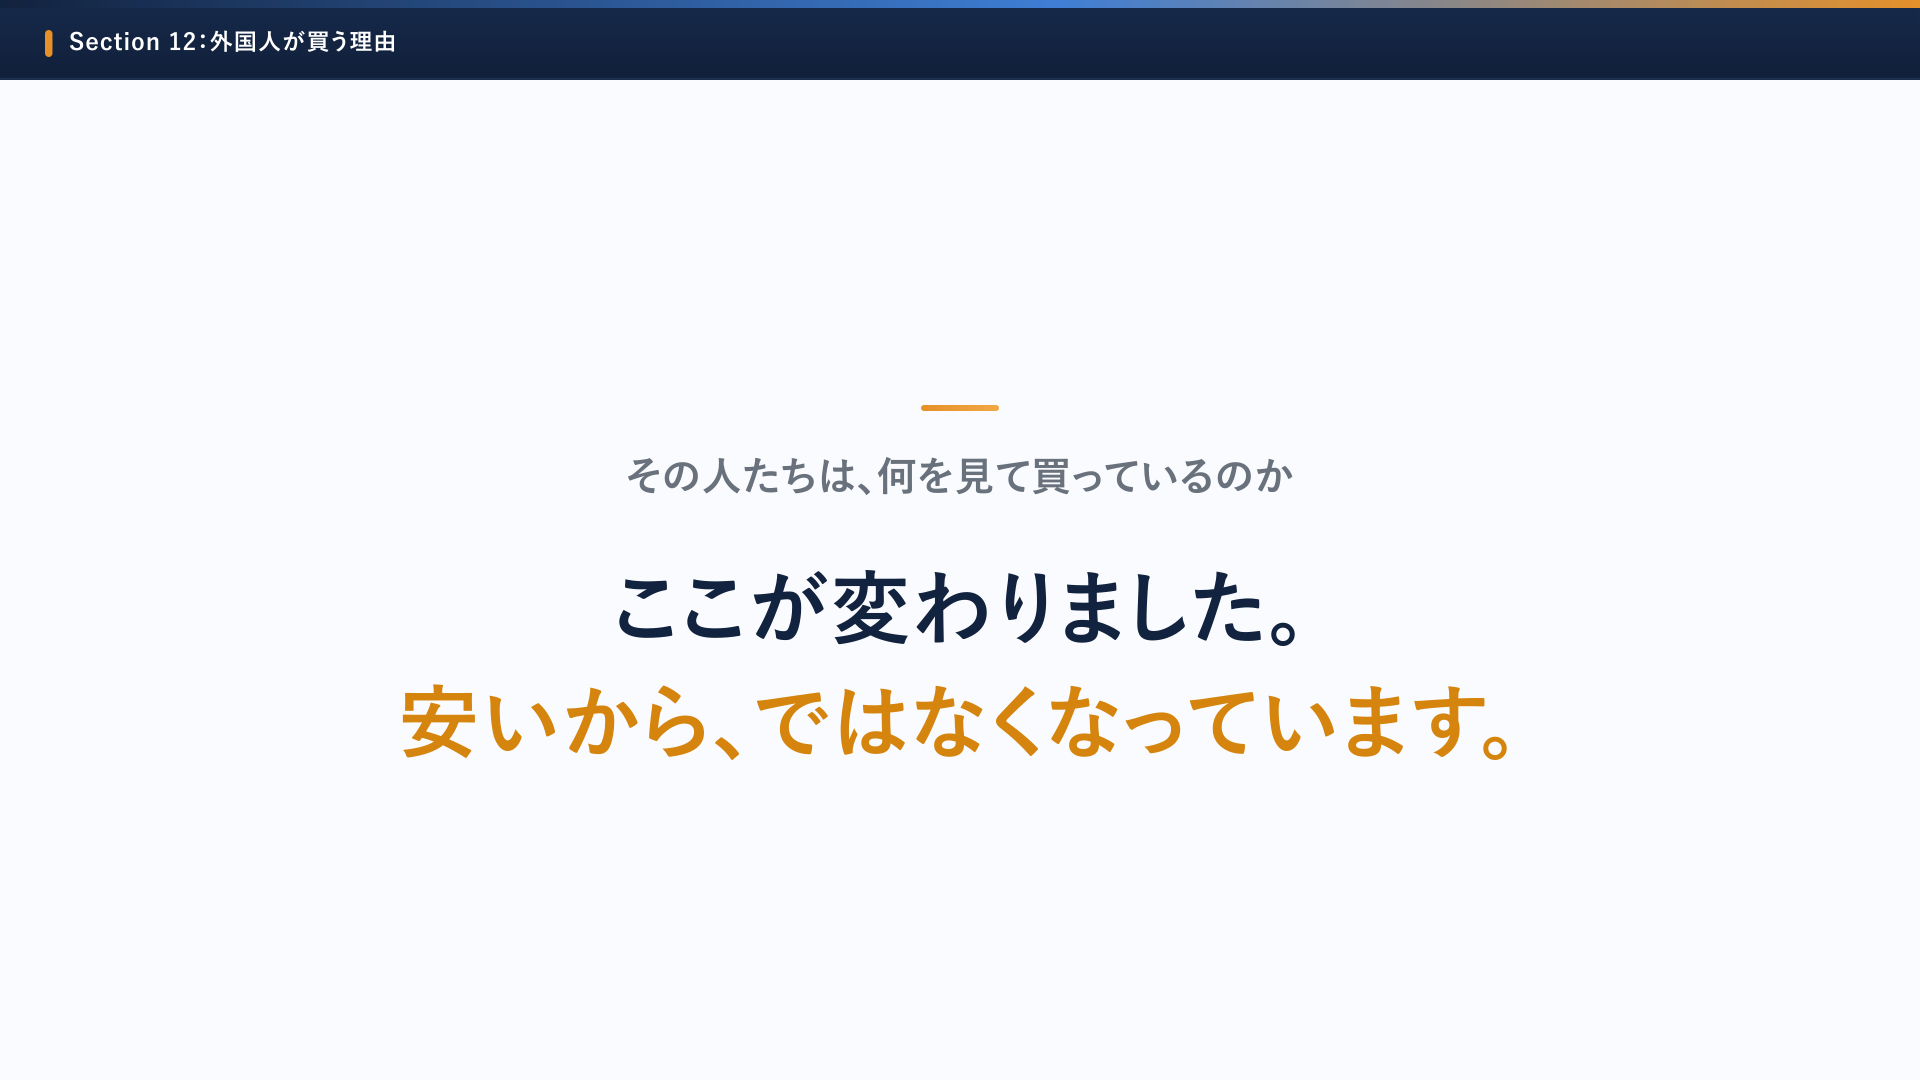 Section 12：外国人が買う理由
その人たちは、何を見て買っているのか
ここが変わりました。
安いから、ではなくなっています。